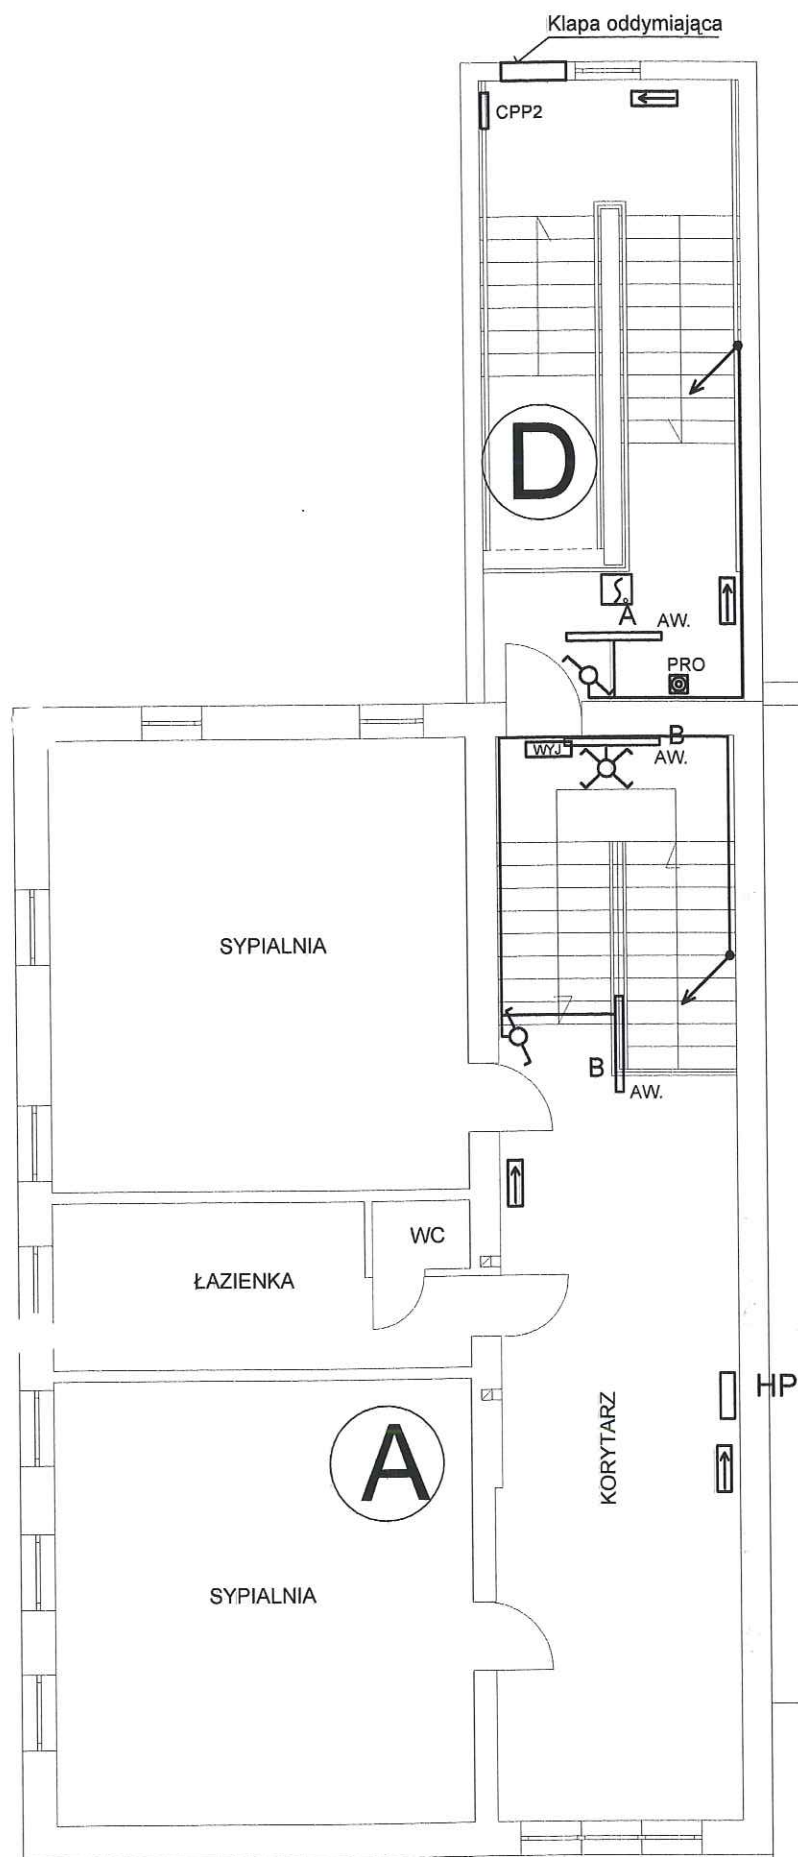 Klapa oddymiająca
CPP2
D
A
AW.
PRO
WYJ
B
AW.
SYPIALNIA
B
AW.
WC
ŁAZIENKA
HP
KORYTARZ
A
SYPIALNIA